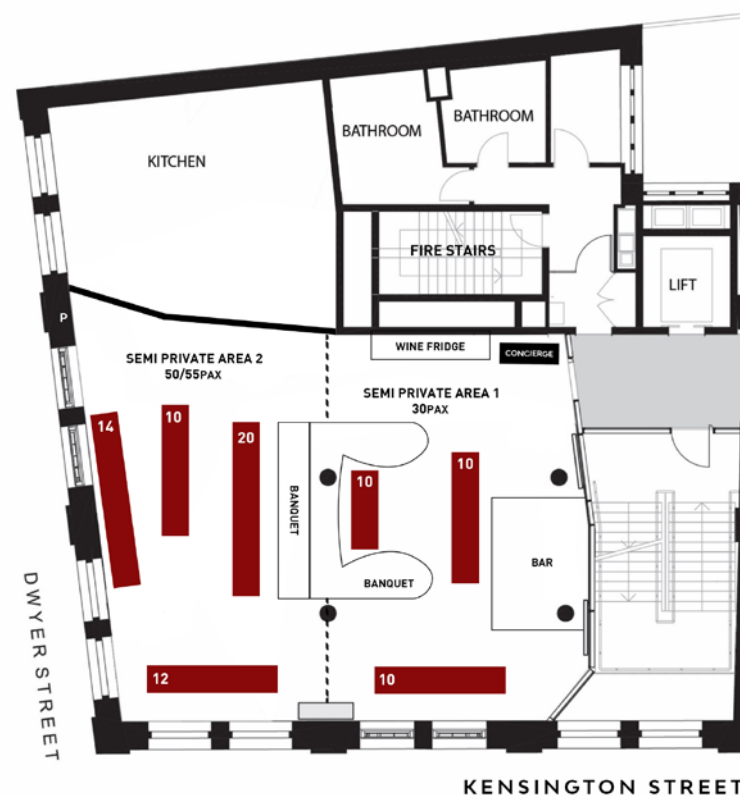 BATHROOM
BATHROOM
KITCHEN
FIRE STAIRS
LIFT
P
WINE FRIDGE
CONCIERGE
SEMI PRIVATE AREA 2
50/55PAX
SEMI PRIVATE AREA 1
30PAX
14
10
20
10
10
BANQUET
BANQUET
BAR
12
10
DWYER STREET
KENSINGTON STREET